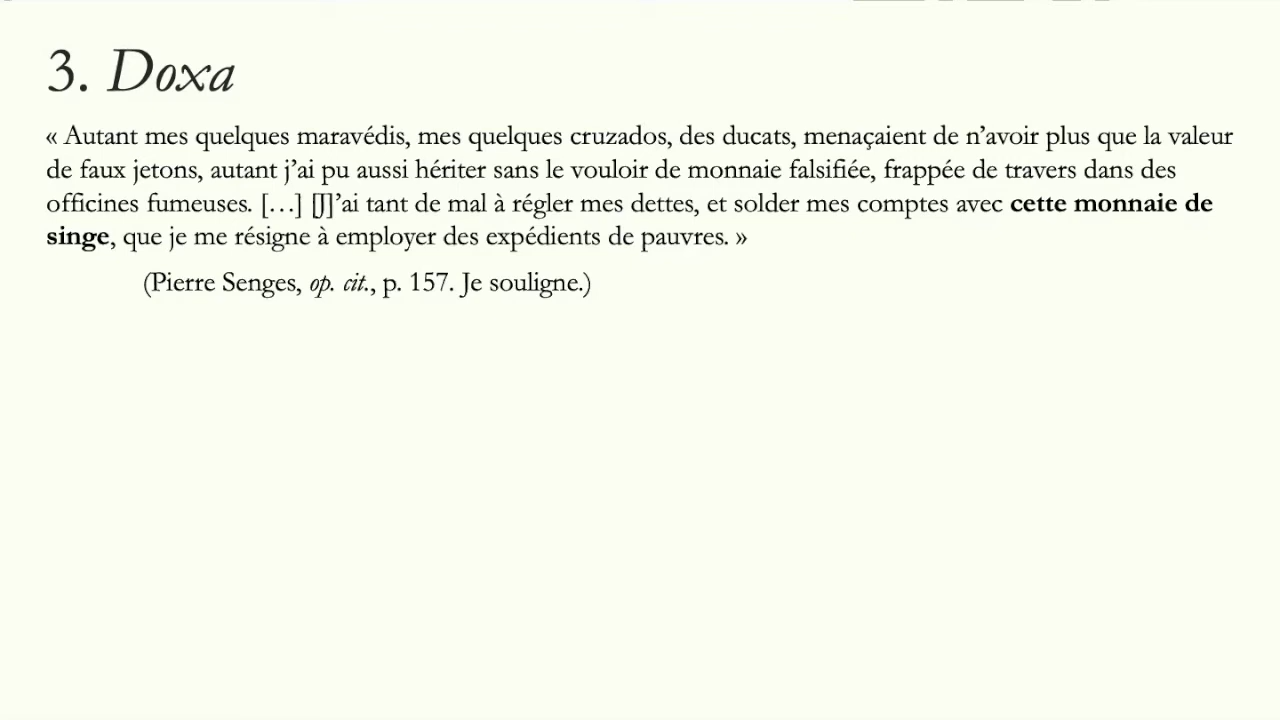 3. Doxa
« Autant mes quelques maravédis, mes quelques cruzados, des ducats, menaçaient de n’avoir plus que la valeur
de faux jetons, autant j’ai pu aussi hériter sans le vouloir de monnaie falsifiée, frappée de travers dans des
officines fumeuses. […] [J]’ai tant de mal à régler mes dettes, et solder mes comptes avec cette monnaie de
singe, que je me résigne à employer des expédients de pauvres. »
(Pierre Senges, op. cit., p. 157. Je souligne.)